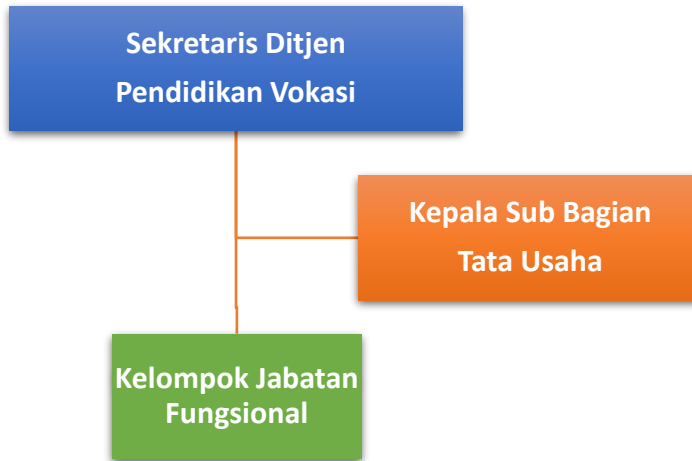 Sekretaris Ditjen
Pendidikan Vokasi
Kepala Sub Bagian
Tata Usaha
Kelompok Jabatan
Fungsional